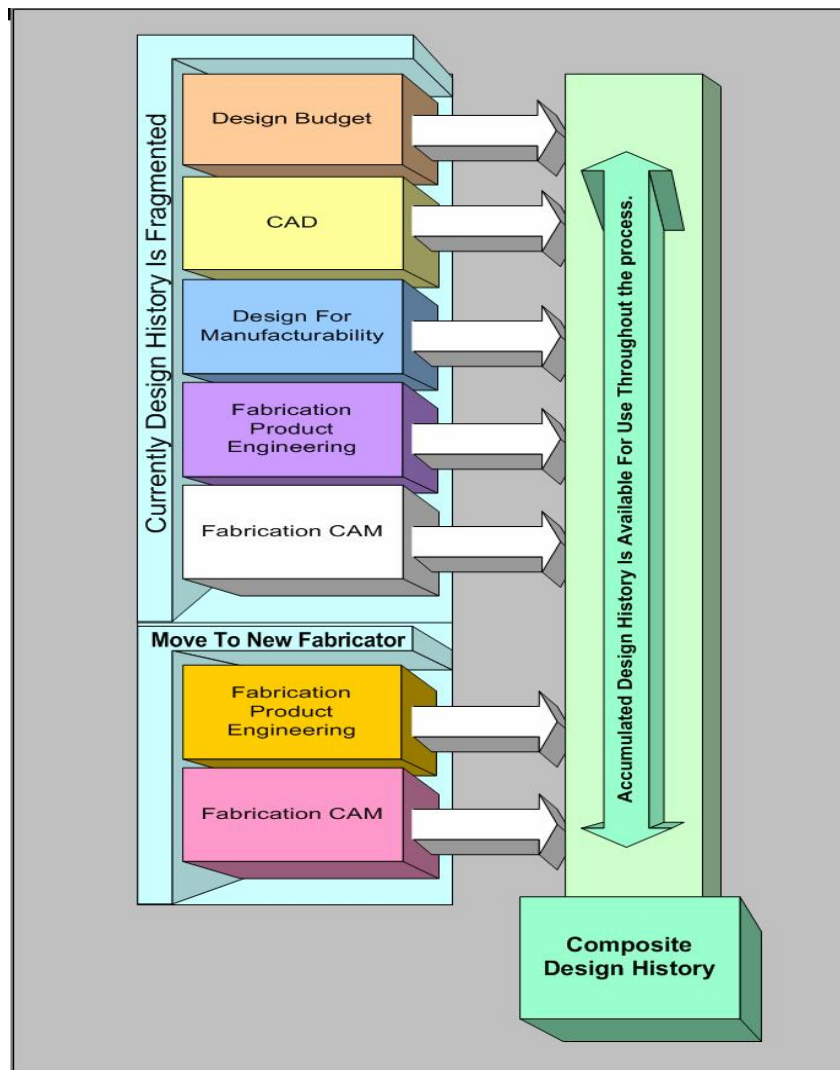 Currently Design History Is Fragmented
Design Budget
CAD
Design For
Manufacturability
Fabrication
Product
Engineering
Fabrication CAM
Move To New Fabricator
Fabrication
Product
Engineering
Fabrication CAM
Accumulated Design History Is Available For Use Throughout the process.
Composite
Design History